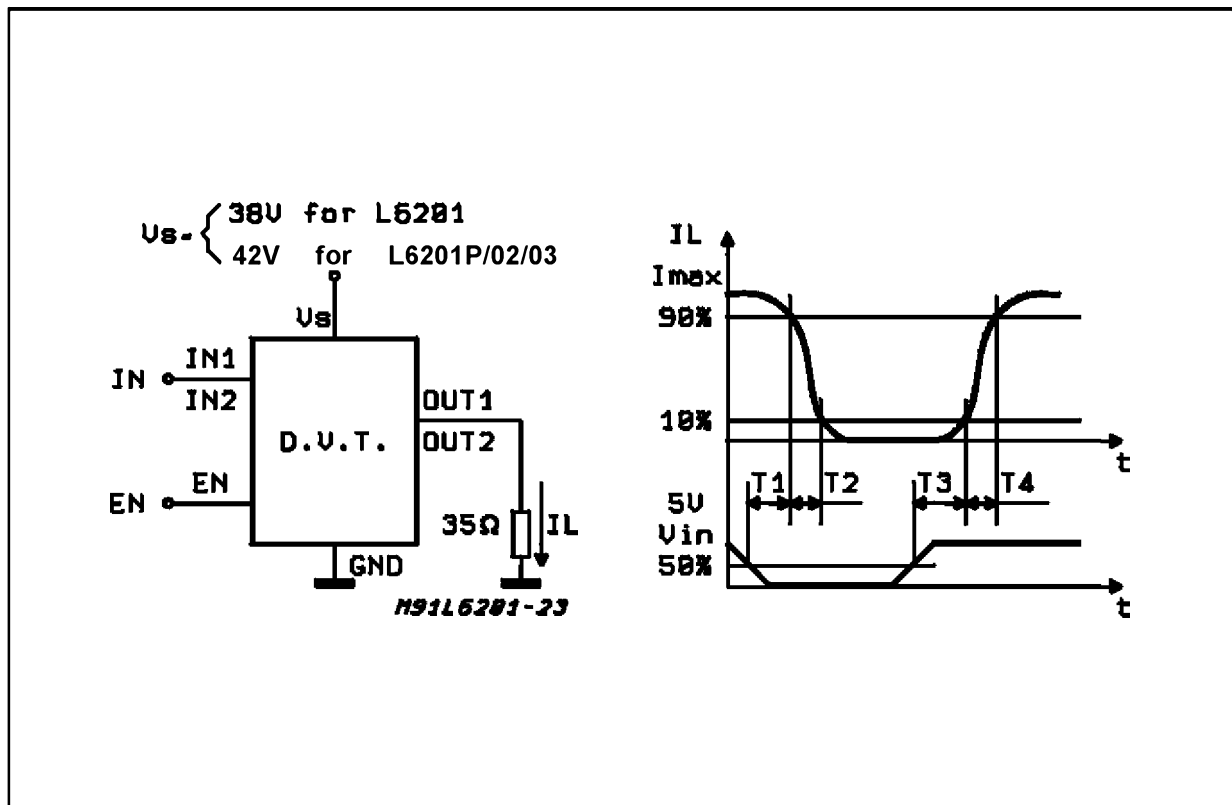 Vs=
38V for L6201
42V for L6201P/02/03
Vs
IN
IN1
IN2
OUT1
OUT2
D.V.T.
EN
EN
35Ω
IL
GND
M91L6201-23
IL
Imax
90%
10%
t
T1
T2
T3
T4
5V
Vin
50%
t